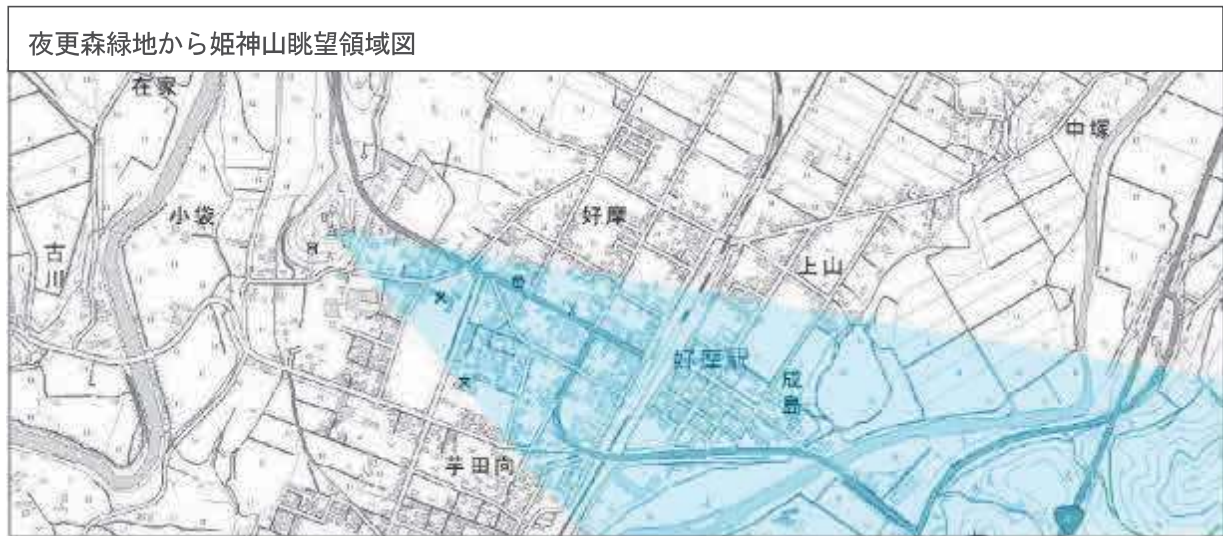 夜更森緑地から姫神山眺望領域図
在家
中塚
小袋
好摩
古川
上山
好摩駅
成島
芋田向